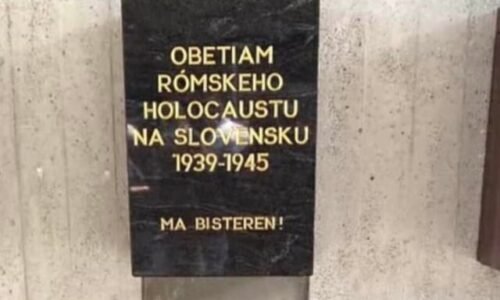 OBETIAM
RÓMSKEHO
HOLOCAUSTU
NA SLOVENSKU
1939-1945
MA BISTEREN!